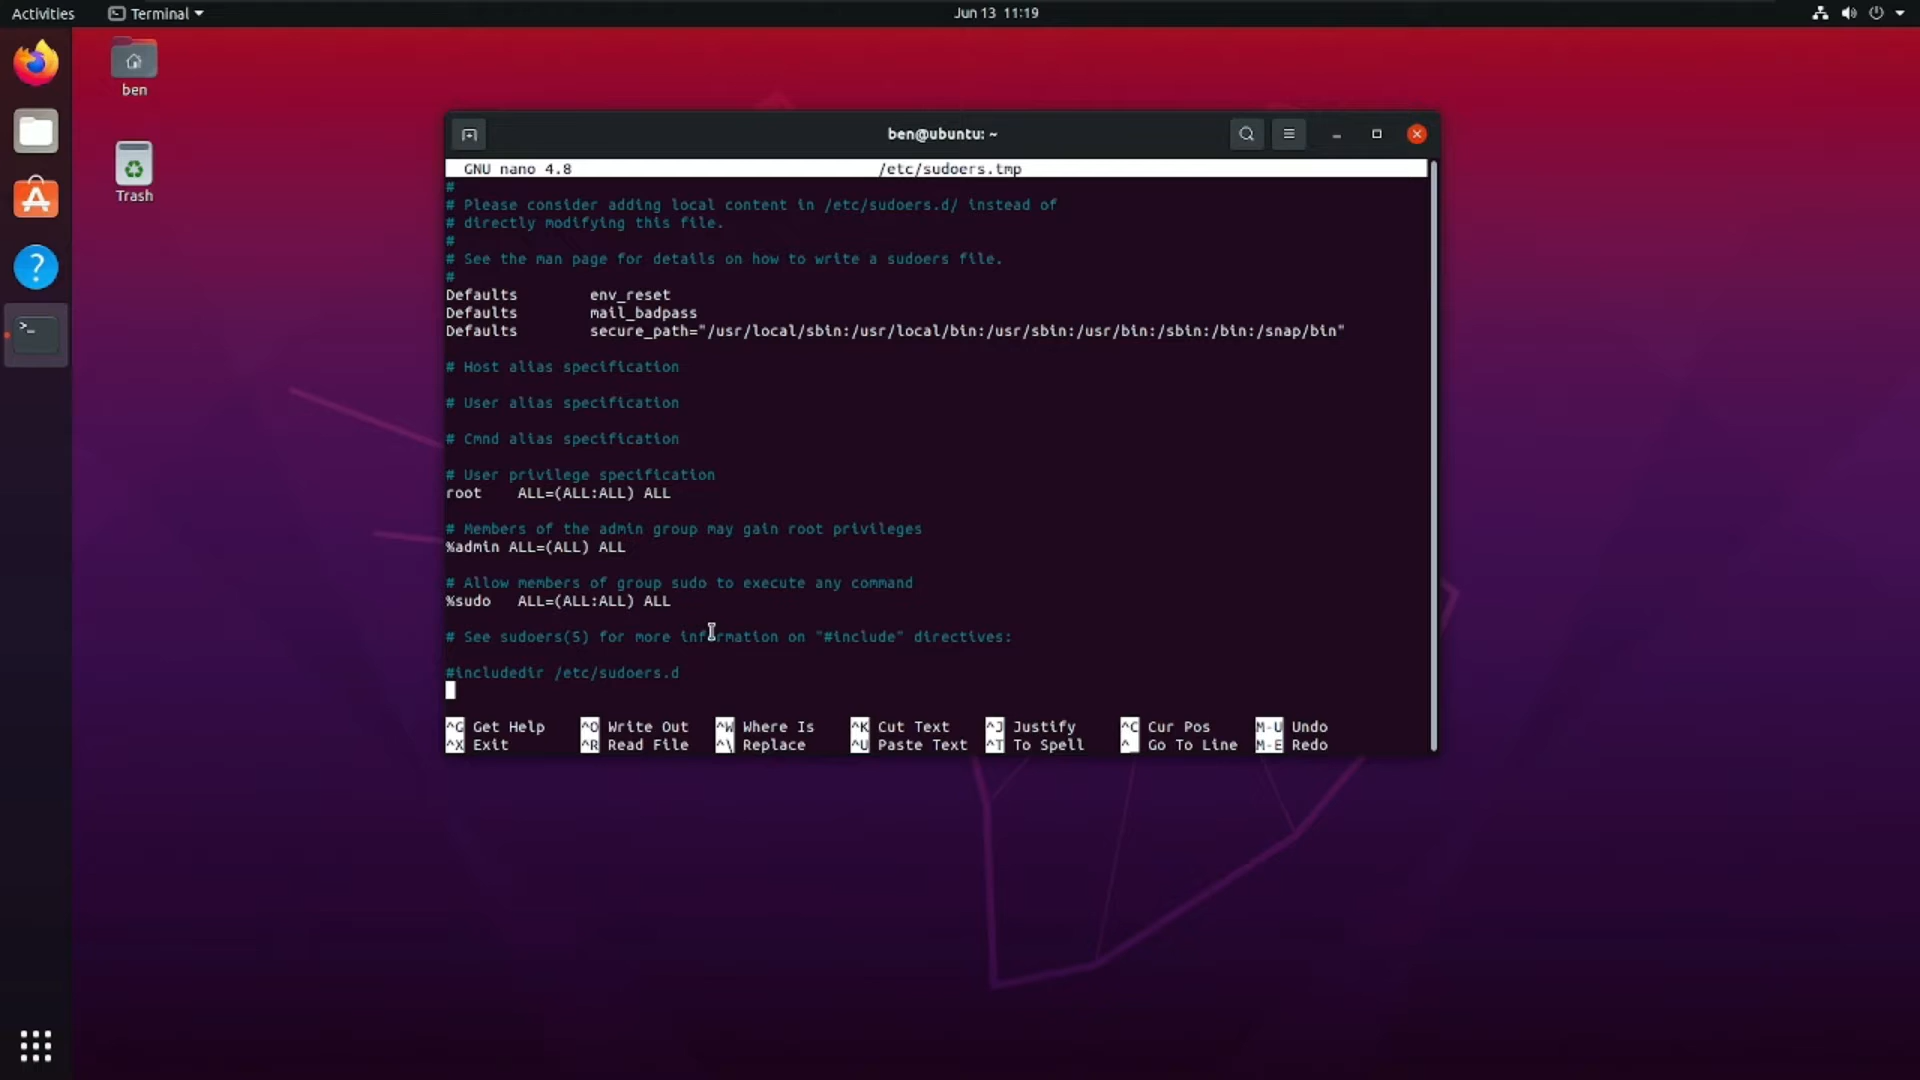 Activities
Terminal
Jun 13 11:19
ben
Trash
ben@ubuntu: ~
GNU nano 4.8 /etc/sudoers.tmp
#
# Please consider adding local content in /etc/sudoers.d/ instead of
# directly modifying this file.
#
# See the man page for details on how to write a sudoers file.
#
Defaults env_reset
Defaults mail_badpass
Defaults secure_path="/usr/local/sbin:/usr/local/bin:/usr/sbin:/usr/bin:/sbin:/bin:/snap/bin"
# Host alias specification
# User alias specification
# Cmnd alias specification
# User privilege specification
root ALL=(ALL:ALL) ALL
# Members of the admin group may gain root privileges
%admin ALL=(ALL) ALL
# Allow members of group sudo to execute any command
%sudo ALL=(ALL:ALL) ALL
# See sudoers(5) for more information on "#include" directives:
#includedir /etc/sudoers.d
^G Get Help ^O Write Out ^W Where Is ^K Cut Text ^J Justify ^C Cur Pos M-U Undo
^X Exit ^R Read File ^\ Replace ^U Paste Text ^T To Spell ^_ Go To Line M-E Redo